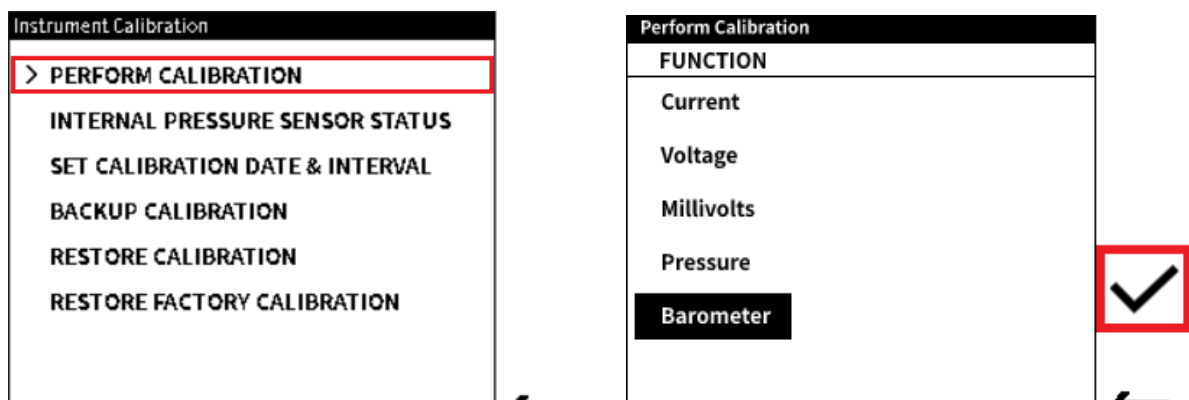 Instrument Calibration
> PERFORM CALIBRATION
INTERNAL PRESSURE SENSOR STATUS
SET CALIBRATION DATE & INTERVAL
BACKUP CALIBRATION
RESTORE CALIBRATION
RESTORE FACTORY CALIBRATION
Perform Calibration
FUNCTION
Current
Voltage
Millivolts
Pressure
Barometer